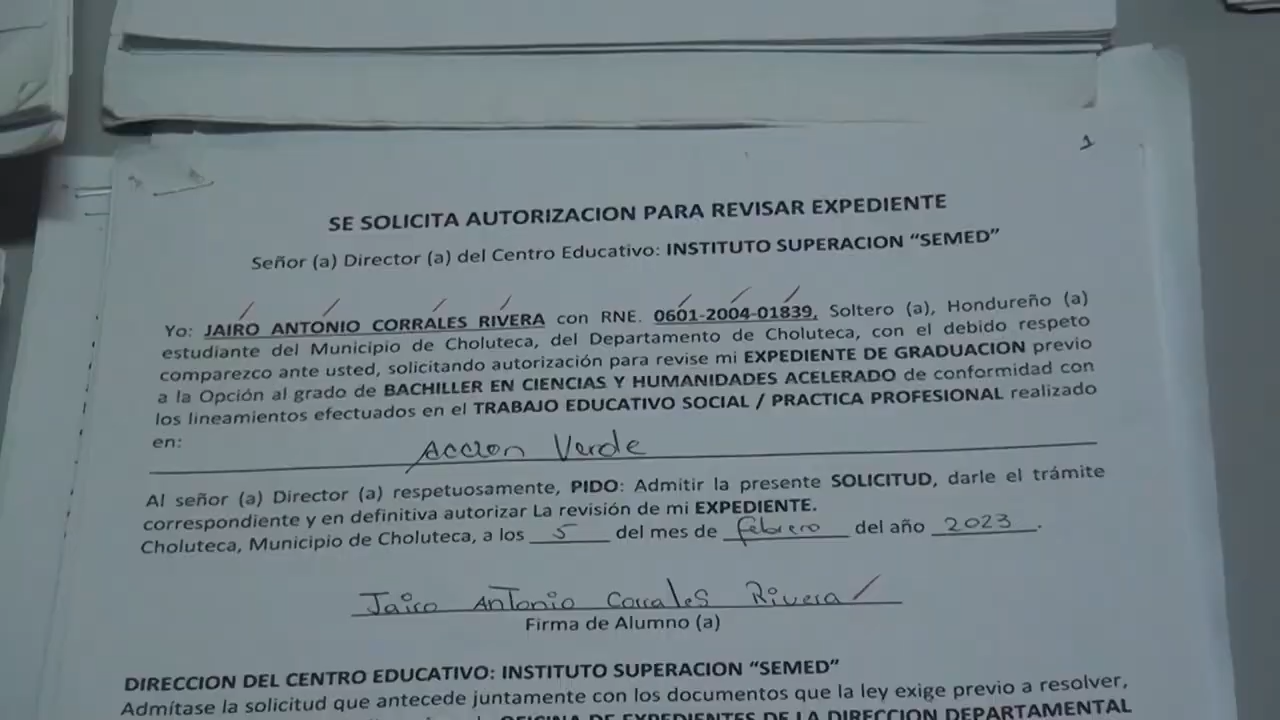 1
SE SOLICITA AUTORIZACION PARA REVISAR EXPEDIENTE
Señor (a) Director (a) del Centro Educativo: INSTITUTO SUPERACION “SEMED”
Yo: JAIRO ANTONIO CORRALES RIVERA con RNE. 0601-2004-01839, Soltero (a), Hondureño (a)
estudiante del Municipio de Choluteca, del Departamento de Choluteca, con el debido respeto
comparezco ante usted, solicitando autorización para revise mi EXPEDIENTE DE GRADUACION previo
a la Opción al grado de BACHILLER EN CIENCIAS Y HUMANIDADES ACELERADO de conformidad con
los lineamientos efectuados en el TRABAJO EDUCATIVO SOCIAL / PRACTICA PROFESIONAL realizado
en:
Accion Verde
Al señor (a) Director (a) respetuosamente, PIDO: Admitir la presente SOLICITUD, darle el trámite
correspondiente y en definitiva autorizar La revisión de mi EXPEDIENTE.
Choluteca, Municipio de Choluteca, a los 5 del mes de febrero del año 2023.
Jairo Antonio Corrales Rivera
Firma de Alumno (a)
DIRECCION DEL CENTRO EDUCATIVO: INSTITUTO SUPERACION “SEMED”
Admítase la solicitud que antecede juntamente con los documentos que la ley exige previo a resolver,
OFICINA DE EXPEDIENTES DE LA DIRECCION DEPARTAMENTAL